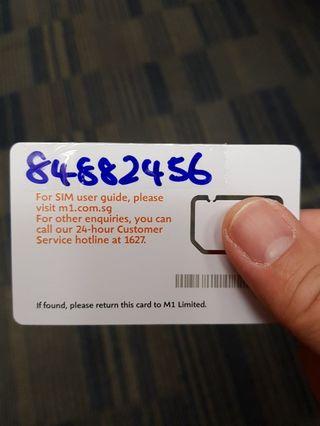 84882456
For SIM user guide, please
visit m1.com.sg
For other enquiries, you can
call our 24-hour Customer
Service hotline at 1627.
If found, please return this card to M1 Limited.